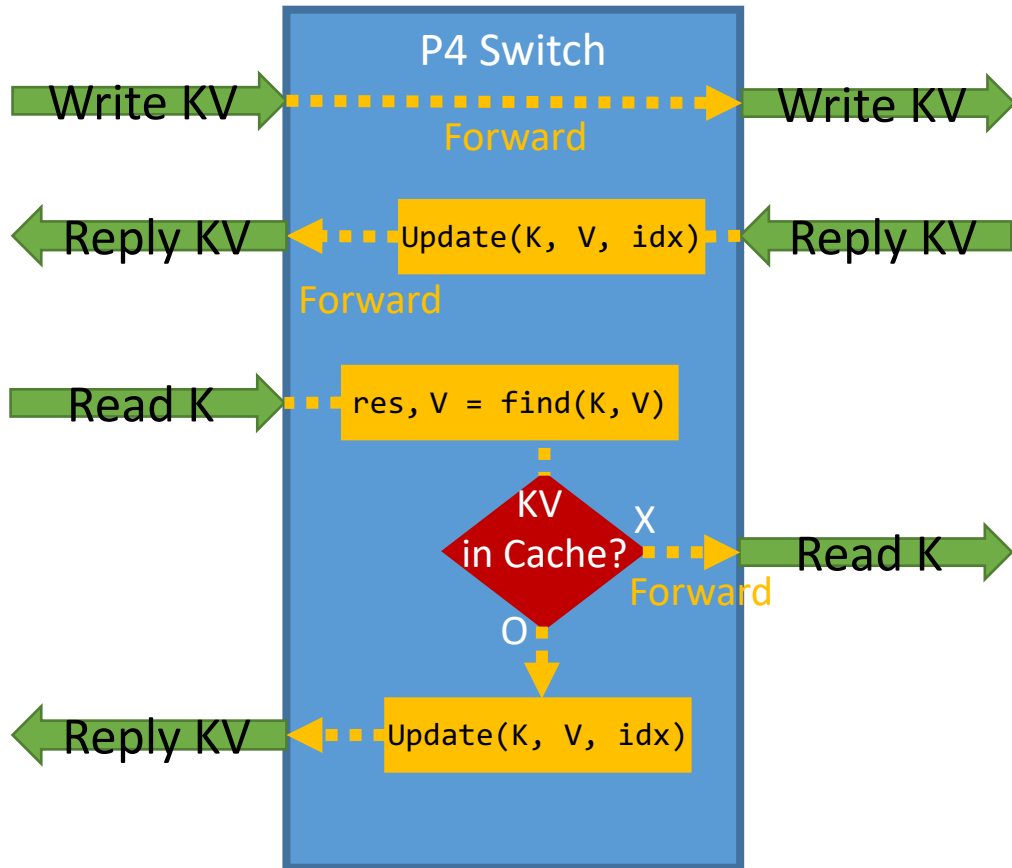 P4 Switch
Write KV
Write KV
Forward
Reply KV
Update(K, V, idx)
Reply KV
Forward
Read K
res, V = find(K, V)
KV
in Cache?
X
Read K
Forward
O
Reply KV
Update(K, V, idx)